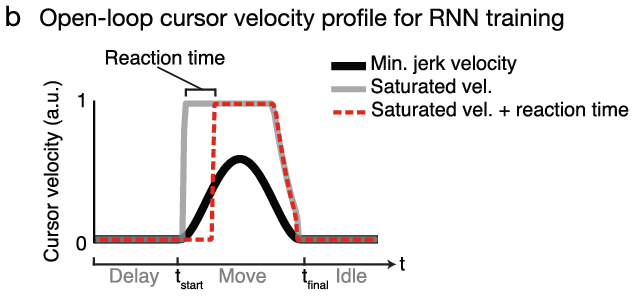 b Open-loop cursor velocity profile for RNN training
Reaction time
Min. jerk velocity
Saturated vel.
Saturated vel. + reaction time
Cursor velocity (a.u.)
1
0
t
Delay tstart Move tfinal Idle